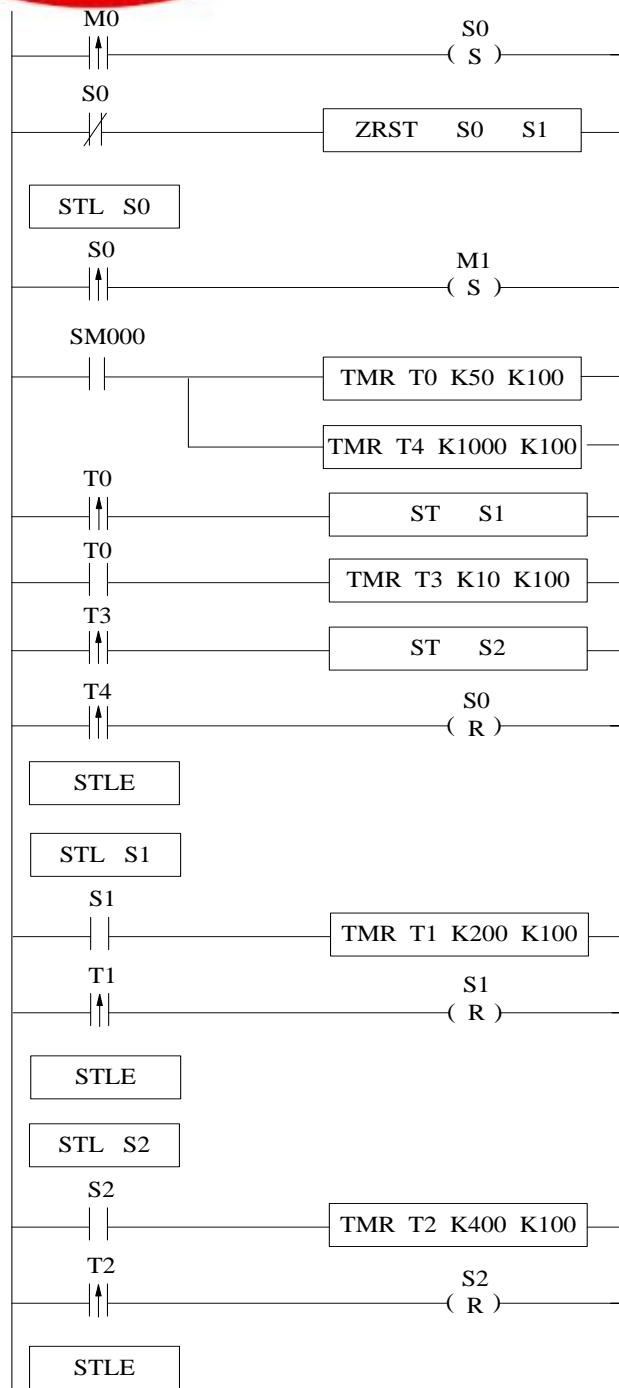 M0
S0
( S )
S0
ZRST S0 S1
STL S0
S0
M1
( S )
SM000
TMR T0 K50 K100
TMR T4 K1000 K100
T0
ST S1
T0
TMR T3 K10 K100
T3
ST S2
T4
S0
( R )
STLE
STL S1
S1
TMR T1 K200 K100
T1
S1
( R )
STLE
STL S2
S2
TMR T2 K400 K100
T2
S2
( R )
STLE